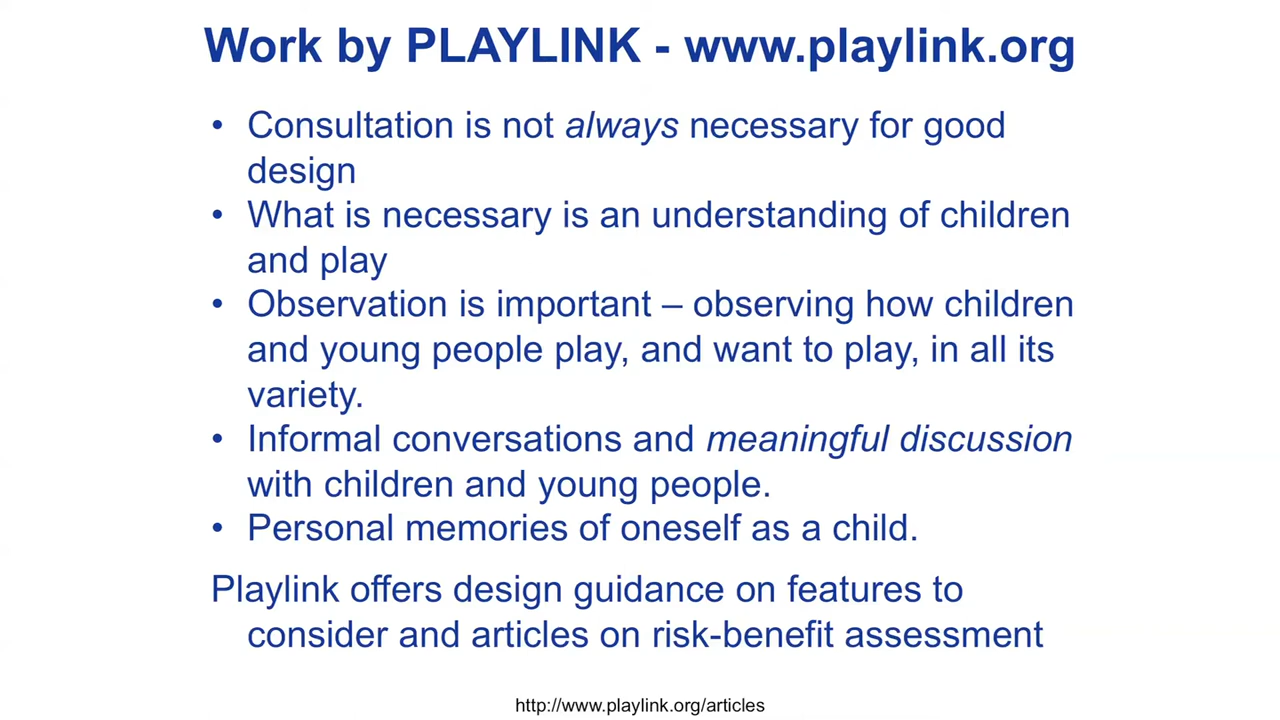 Work by PLAYLINK - www.playlink.org
• Consultation is not always necessary for good
design
• What is necessary is an understanding of children
and play
• Observation is important – observing how children
and young people play, and want to play, in all its
variety.
• Informal conversations and meaningful discussion
with children and young people.
• Personal memories of oneself as a child.
Playlink offers design guidance on features to
consider and articles on risk-benefit assessment
http://www.playlink.org/articles